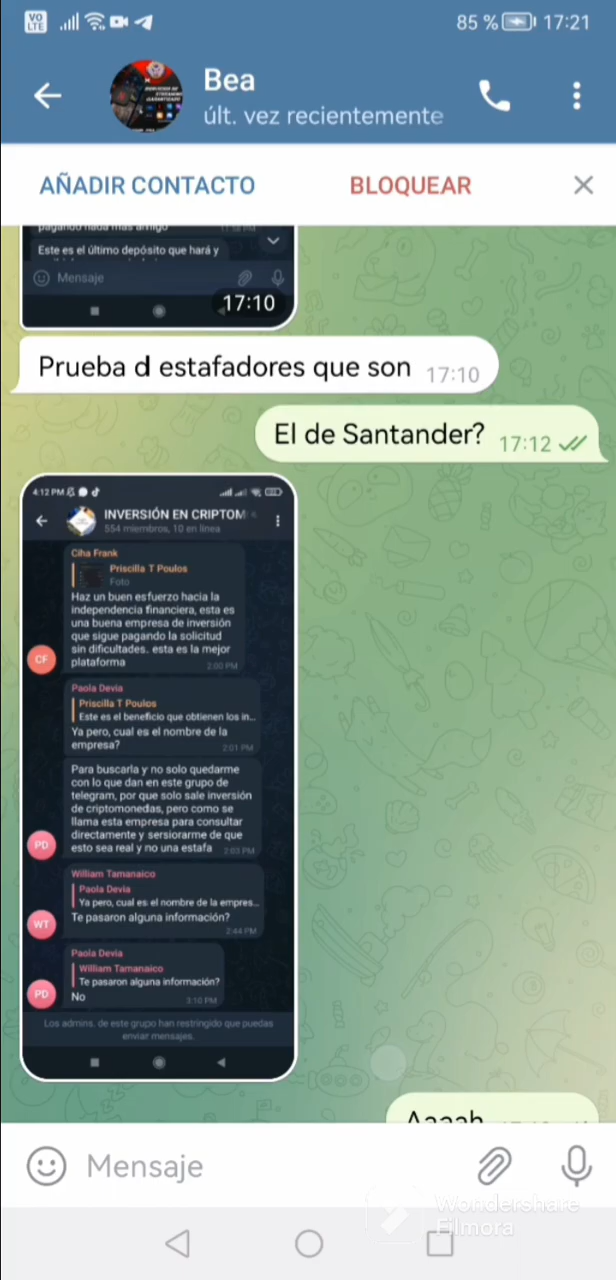 VO
LTE
85 % 17:21
Bea
últ. vez recientemente
AÑADIR CONTACTO BLOQUEAR
pagando nada más amigo
Este es el último depósito que hará y
Mensaje
17:10
Prueba d estafadores que son 17:10
El de Santander? 17:12
4:12 PM
INVERSIÓN EN CRIPTOM
554 miembros, 10 en línea
Ciha Frank
Priscilla T Poulos
Foto
Haz un buen esfuerzo hacia la
independencia financiera, esta es
una buena empresa de inversión
que sigue pagando la solicitud
sin dificultades. esta es la mejor
plataforma 2:00 PM
CF
Paola Devia
Priscilla T Poulos
Este es el beneficio que obtienen los in...
Ya pero, cual es el nombre de la
empresa? 2:01 PM
Para buscarla y no solo quedarme
con lo que dan en este grupo de
telegram, por que solo sale inversión
de criptomonedas, pero como se
llama esta empresa para consultar
directamente y sersiorarme de que
esto sea real y no una estafa 2:03 PM
PD
William Tamanaico
Paola Devia
Ya pero, cual es el nombre de la empres...
Te pasaron alguna información?
2:44 PM
WT
Paola Devia
William Tamanaico
Te pasaron alguna información?
No 3:10 PM
PD
Los admins. de este grupo han restringido que puedas
enviar mensajes.
Aaaah
Mensaje
Wondershare
Filmora